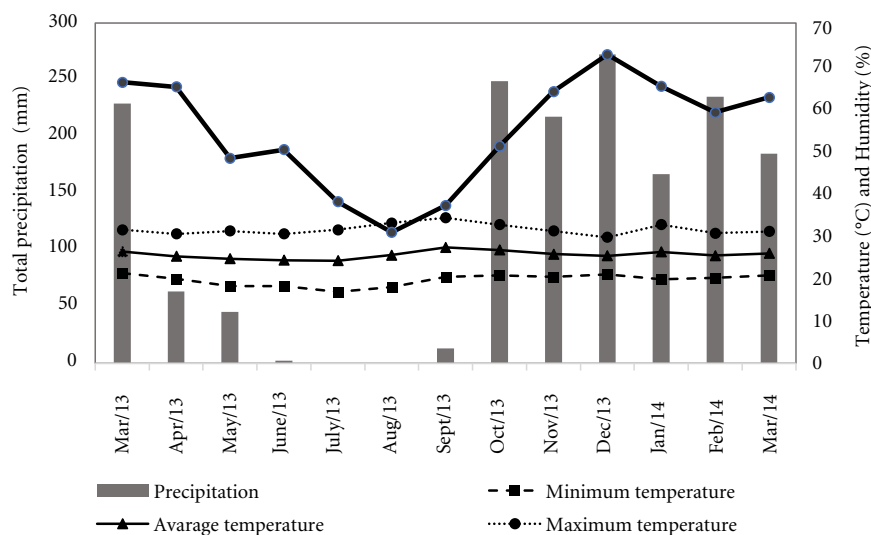 Total precipitation (mm)
300
250
200
150
100
50
0
70
70
60
50
40
30
20
10
0
Temperature (°C) and Humidity (%)
Mar/13
Apr/13
May/13
June/13
July/13
Aug/13
Sept/13
Oct/13
Nov/13
Dec/13
Jan/14
Feb/14
Mar/14
Precipitation
Minimum temperature
Avarage temperature
Maximum temperature